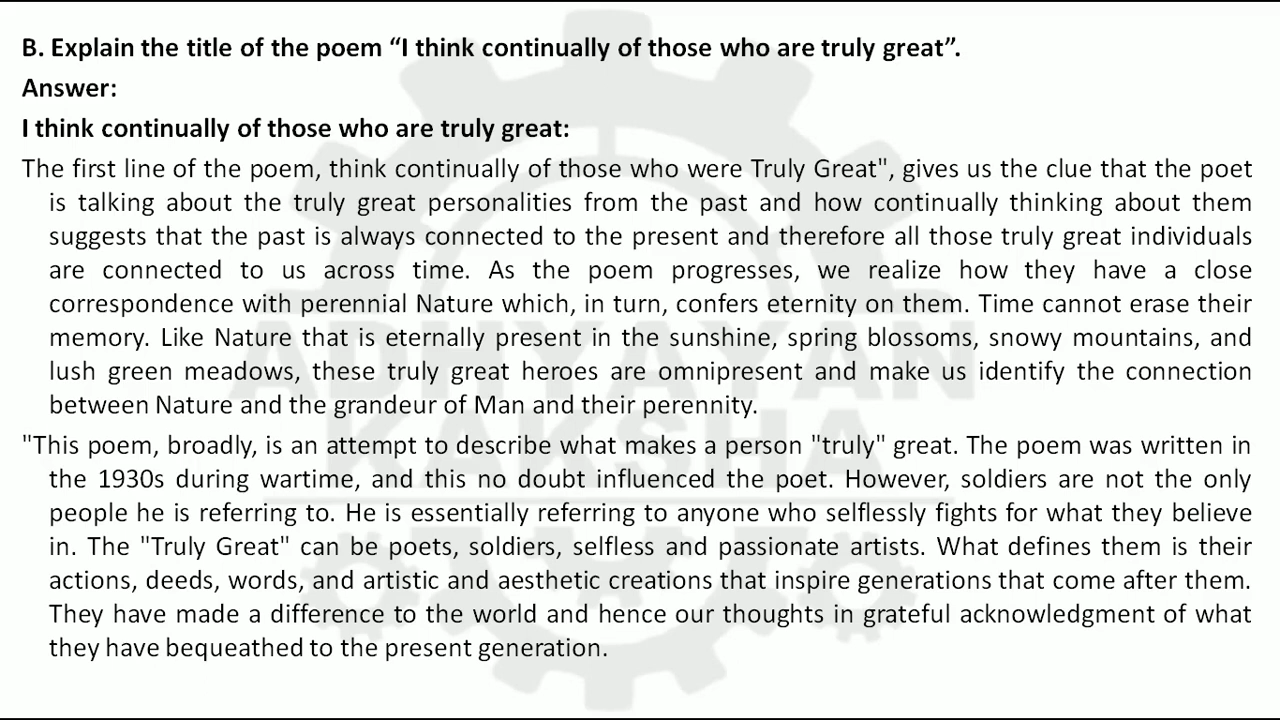 B. Explain the title of the poem “I think continually of those who are truly great”.
Answer:
I think continually of those who are truly great:
The first line of the poem, think continually of those who were Truly Great", gives us the clue that the poet
is talking about the truly great personalities from the past and how continually thinking about them
suggests that the past is always connected to the present and therefore all those truly great individuals
are connected to us across time. As the poem progresses, we realize how they have a close
correspondence with perennial Nature which, in turn, confers eternity on them. Time cannot erase their
memory. Like Nature that is eternally present in the sunshine, spring blossoms, snowy mountains, and
lush green meadows, these truly great heroes are omnipresent and make us identify the connection
between Nature and the grandeur of Man and their perennity.
"This poem, broadly, is an attempt to describe what makes a person "truly" great. The poem was written in
the 1930s during wartime, and this no doubt influenced the poet. However, soldiers are not the only
people he is referring to. He is essentially referring to anyone who selflessly fights for what they believe
in. The "Truly Great" can be poets, soldiers, selfless and passionate artists. What defines them is their
actions, deeds, words, and artistic and aesthetic creations that inspire generations that come after them.
They have made a difference to the world and hence our thoughts in grateful acknowledgment of what
they have bequeathed to the present generation.
ADHYAYAN
KAKSHA